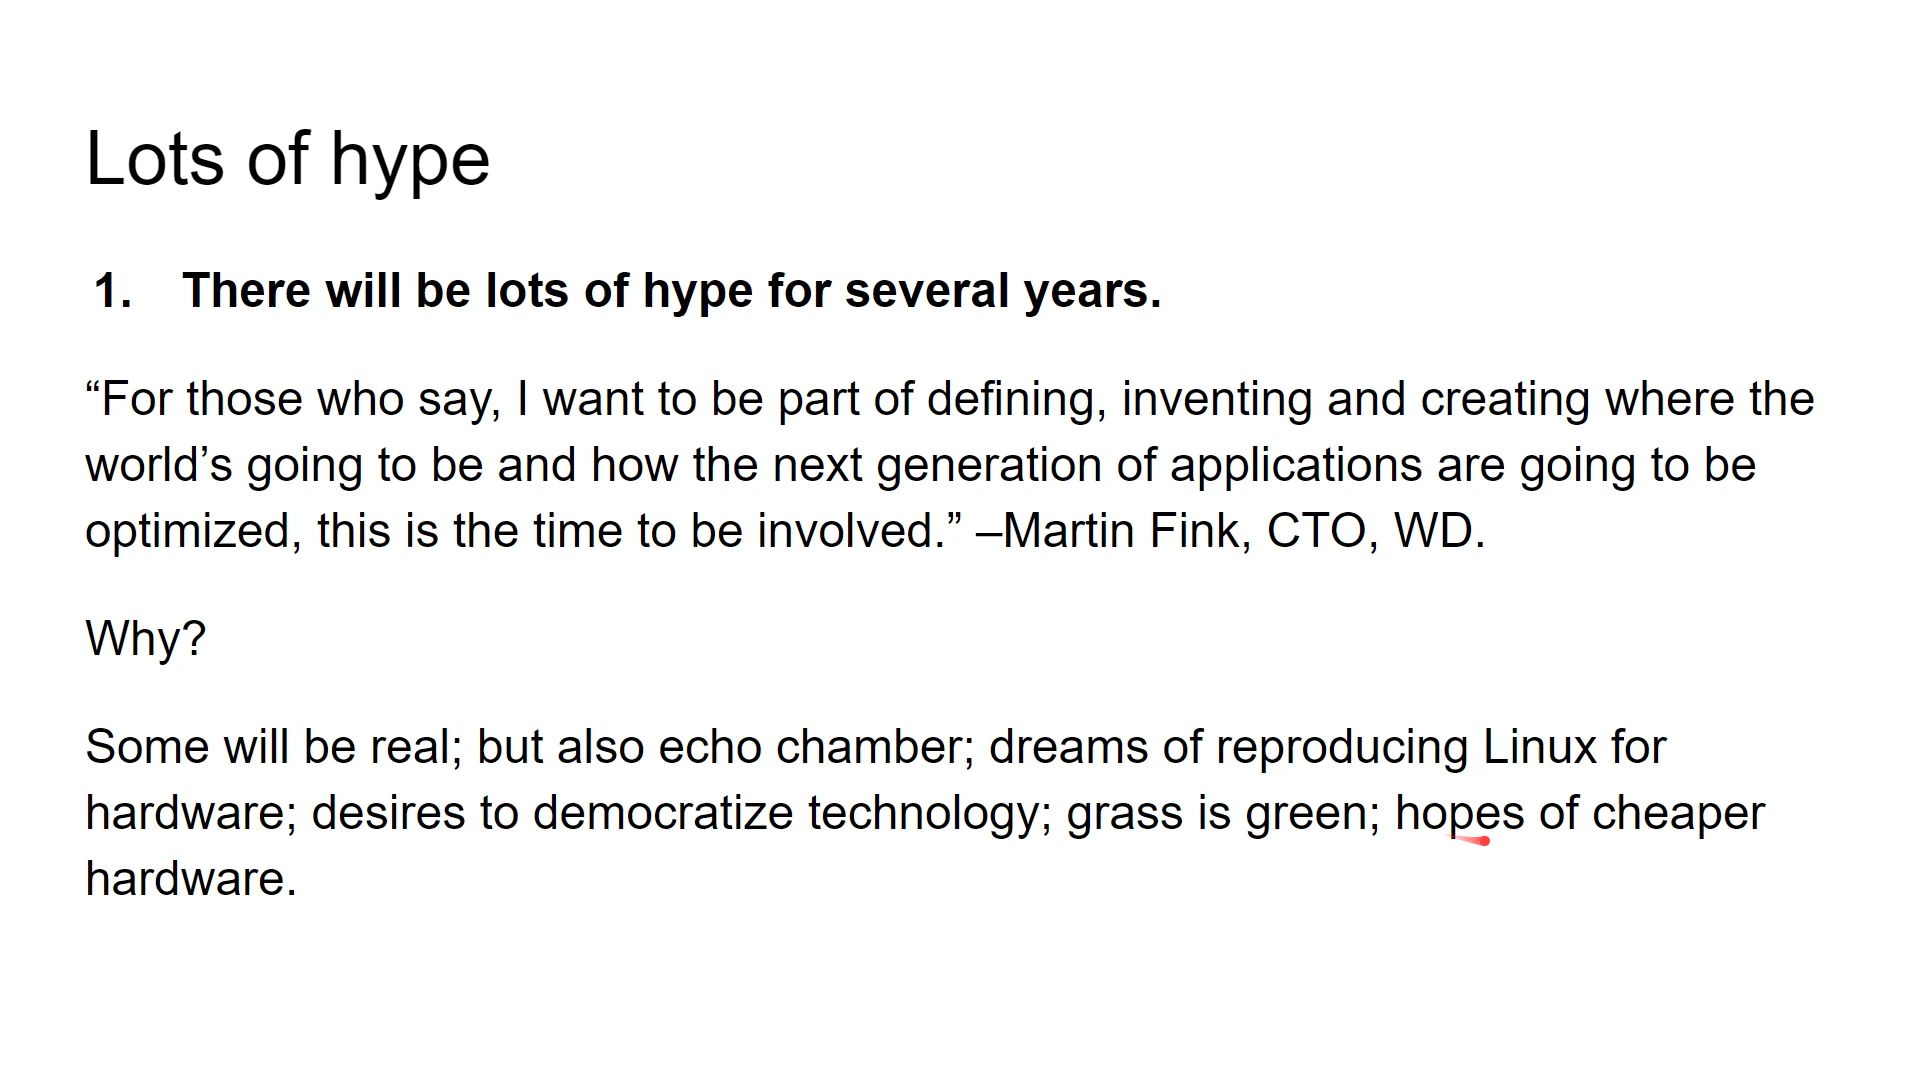 Lots of hype
1. There will be lots of hype for several years.
“For those who say, I want to be part of defining, inventing and creating where the
world’s going to be and how the next generation of applications are going to be
optimized, this is the time to be involved.” –Martin Fink, CTO, WD.
Why?
Some will be real; but also echo chamber; dreams of reproducing Linux for
hardware; desires to democratize technology; grass is green; hopes of cheaper
hardware.